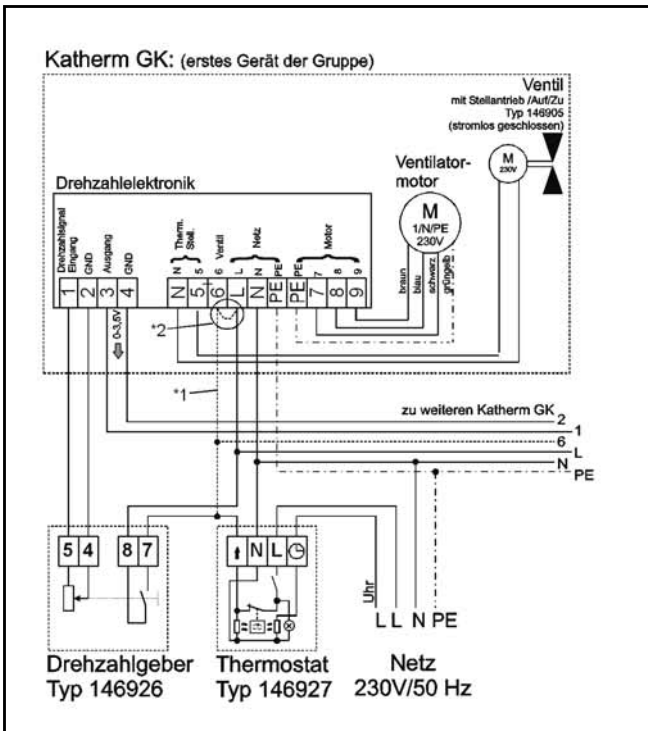 Katherm GK: (erstes Gerät der Gruppe)
Ventil
mit Stellantrieb /Auf/Zu
Typ 146905
(stromlos geschlossen)
M
230V
Ventilator-
motor
M
1/N/PE
230V
Drehzahlelektronik
Drehzahlsignal
Eingang
GND
Ausgang
GND
Therm.
Stell.
Ventil
Netz
Motor
N 5 6 L N PE PE 7 8 9
1 2 3 4 N 5 6 L N PE PE 7 8 9
braun
blau
schwarz
grüngelb
0-3,5V
*2
*1
zu weiteren Katherm GK
2
1
6
L
N
PE
5 4 8 7
N L
Uhr
L L N PE
Drehzahlgeber
Typ 146926
Thermostat
Typ 146927
Netz
230V/50 Hz